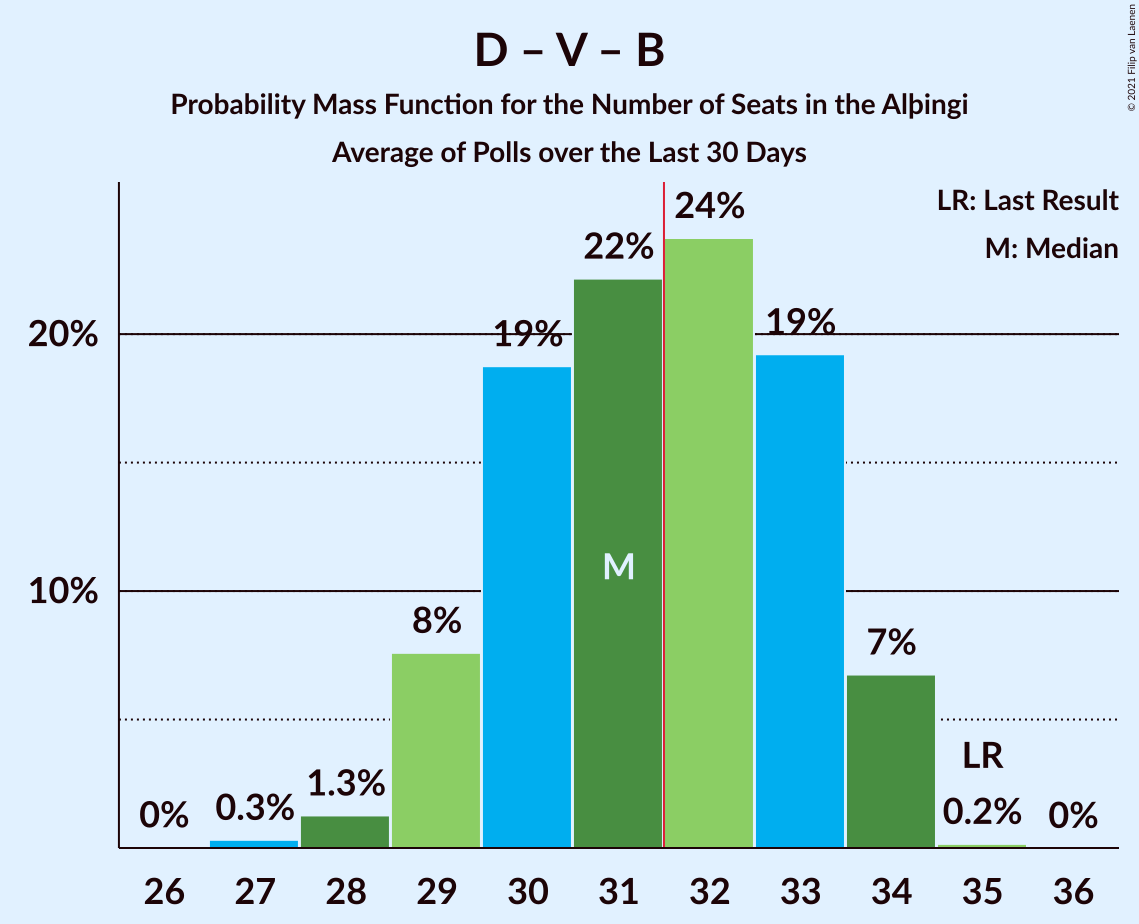 D – V – B
Probability Mass Function for the Number of Seats in the Alþingi
Average of Polls over the Last 30 Days
© 2021 Filip van Laenen
LR: Last Result
M: Median
20%
10%
0%
0.3%
1.3%
8%
19%
22%
24%
19%
7%
LR
0.2%
0%
M
26 27 28 29 30 31 32 33 34 35 36